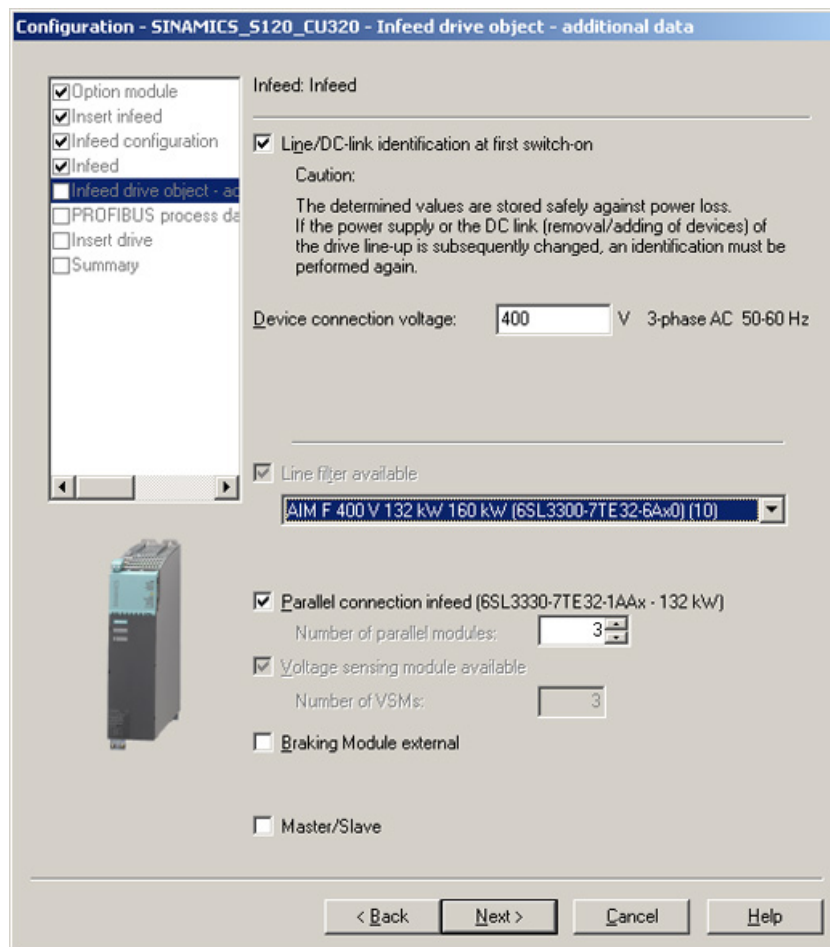 Configuration - SINAMICS_S120_CU320 - Infeed drive object - additional data
Option module
Insert infeed
Infeed configuration
Infeed
Infeed drive object - ad
PROFIBUS process da
Insert drive
Summary
Infeed: Infeed
Line/DC-link identification at first switch-on
Caution:
The determined values are stored safely against power loss.
If the power supply or the DC link (removal/adding of devices) of
the drive line-up is subsequently changed, an identification must be
performed again.
Device connection voltage: 400 V 3-phase AC 50-60 Hz
Line filter available
AIM F 400 V 132 kW 160 kW (6SL3300-7TE32-6Ax0) (10)
Parallel connection infeed (6SL3330-7TE32-1AAx - 132 kW)
Number of parallel modules: 3
Voltage sensing module available
Number of VSMs: 3
Braking Module external
Master/Slave
< Back Next > Cancel Help